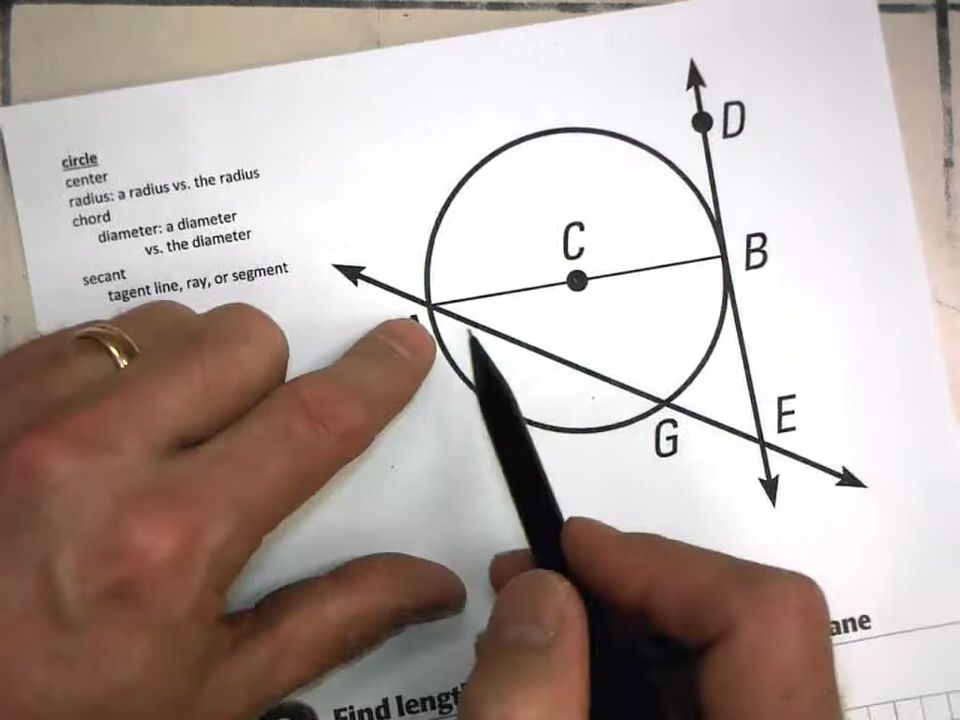 circle
center
radius: a radius vs. the radius
chord
diameter: a diameter
vs. the diameter
secant
tagent line, ray, or segment
D
C
B
E
G
ane
Find lengt